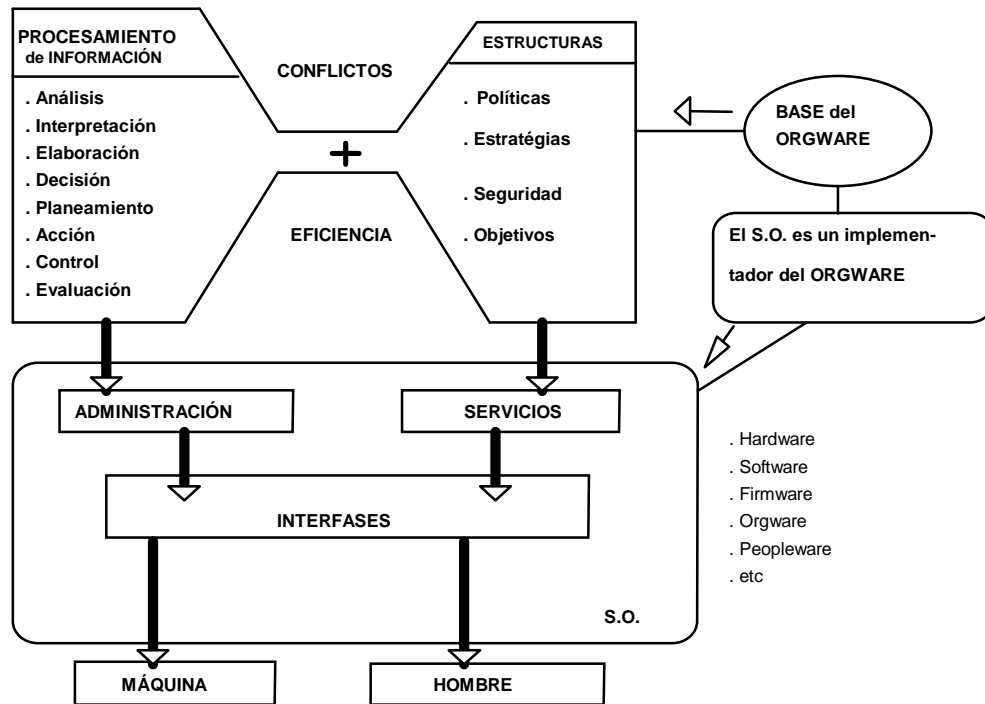 PROCESAMIENTO
de INFORMACIÓN
. Análisis
. Interpretación
. Elaboración
. Decisión
. Planeamiento
. Acción
. Control
. Evaluación
CONFLICTOS
+
EFICIENCIA
ESTRUCTURAS
. Políticas
. Estratégias
. Seguridad
. Objetivos
BASE del
ORGWARE
El S.O. es un implemen-
tador del ORGWARE
ADMINISTRACIÓN
SERVICIOS
INTERFASES
S.O.
. Hardware
. Software
. Firmware
. Orgware
. Peopleware
. etc
MÁQUINA
HOMBRE